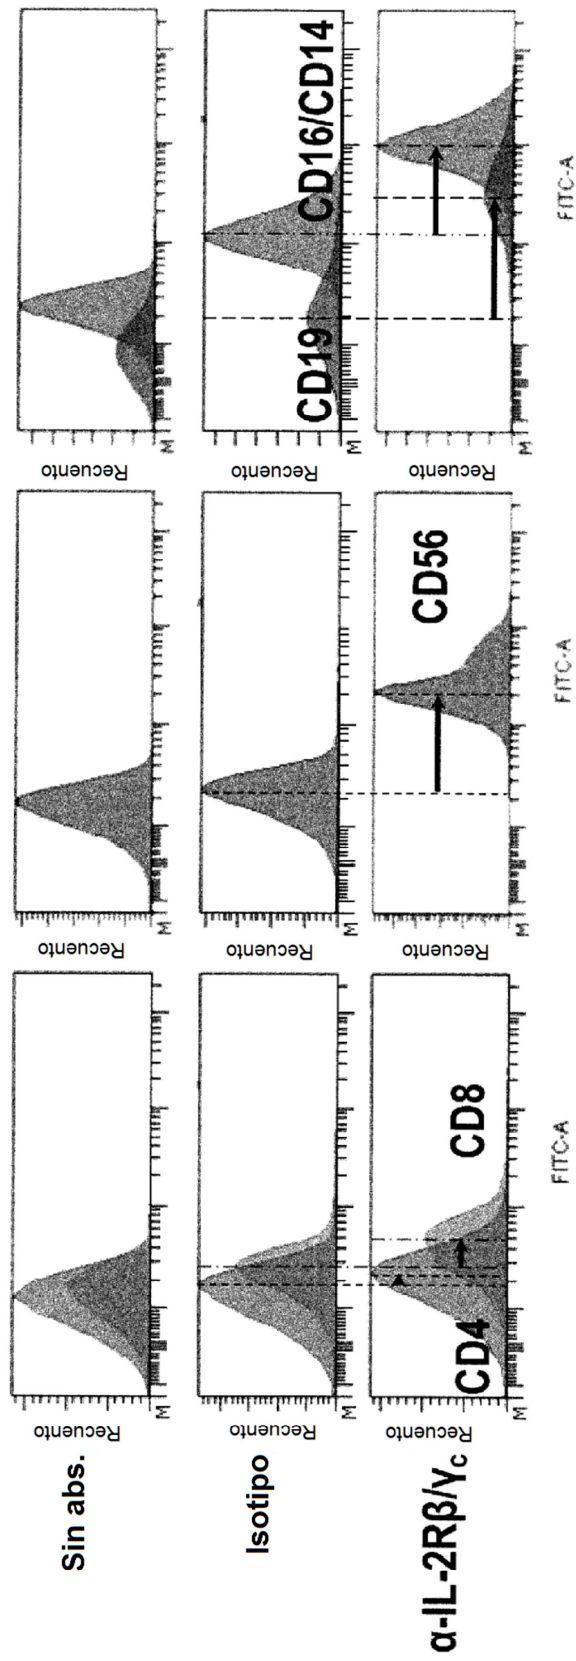 Sin abs.
Recuento
M
Recuento
M
Recuento
M
Isotipo
Recuento
M
Recuento
M
Recuento
M
CD19
CD16/CD14
α-IL-2Rβ/γc
Recuento
M
CD4
CD8
Recuento
M
CD56
Recuento
M
FITC-A
FITC-A
FITC-A